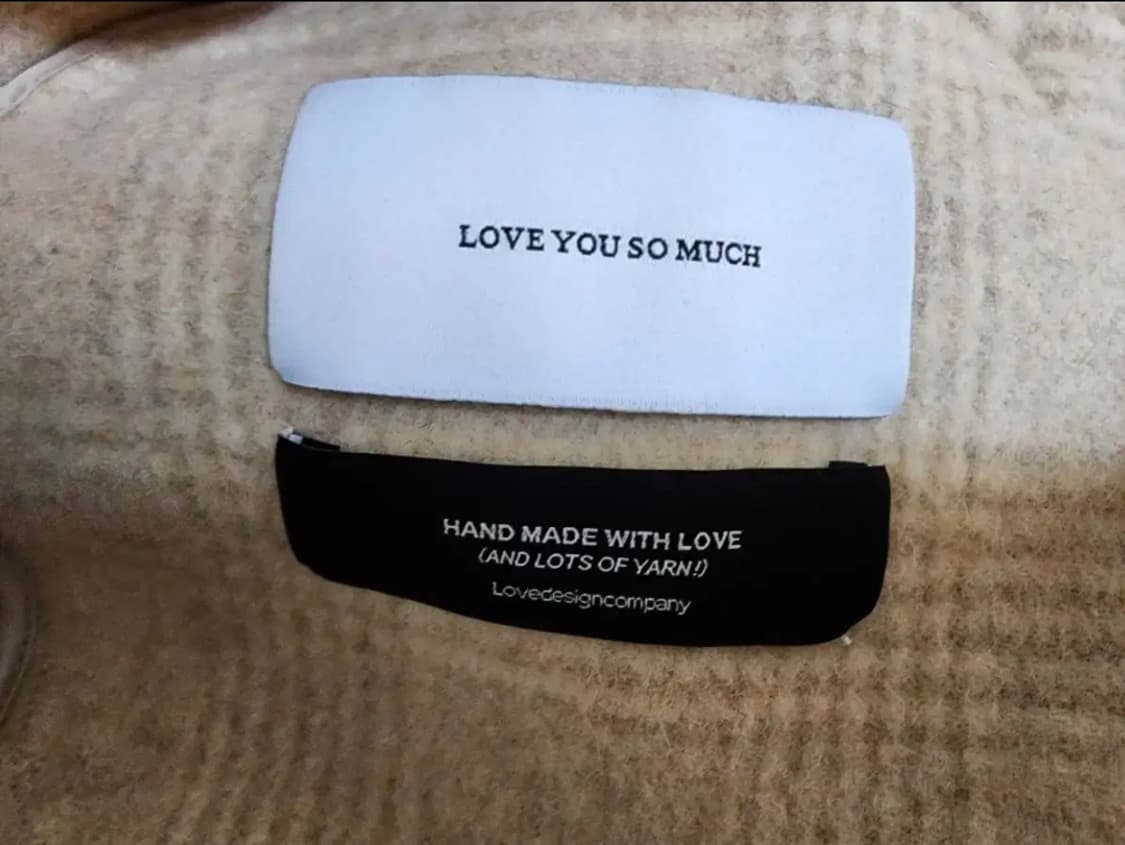 LOVE YOU SO MUCH
HAND MADE WITH LOVE
(AND LOTS OF YARN!)
Lovedesigncompany